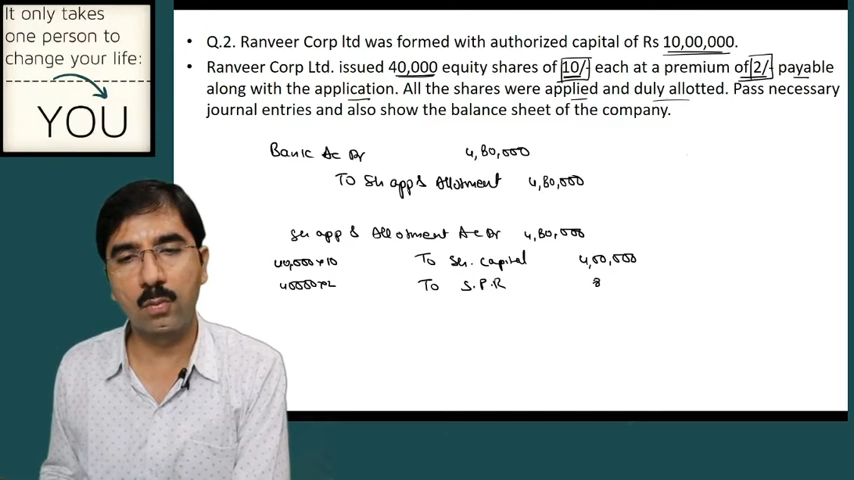 It only takes
one person to
change your life:
YOU
• Q.2. Ranveer Corp ltd was formed with authorized capital of Rs 10,00,000.
• Ranveer Corp Ltd. issued 40,000 equity shares of 10/- each at a premium of 2/- payable
along with the application. All the shares were applied and duly allotted. Pass necessary
journal entries and also show the balance sheet of the company.
Bank Ac Dr 4,80,000
To Sh app & Allotment 4,80,000
Sh app & Allotment Ac Dr 4,80,000
40,000×10 To Sh. Capital 4,00,000
40000×2 To S.P.R 8